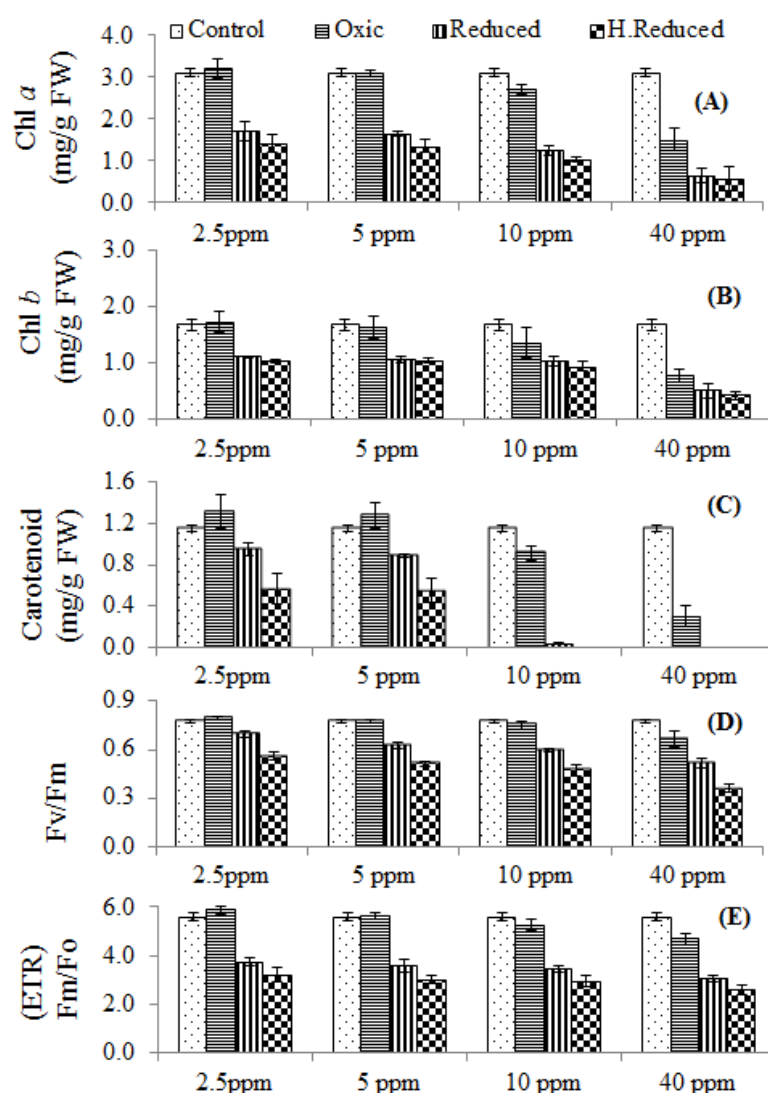 Control Oxic Reduced H.Reduced
Chl a
(mg/g FW)
4.0
3.0
2.0
1.0
0.0
(A)
2.5ppm 5 ppm 10 ppm 40 ppm
Chl b
(mg/g FW)
3.0
2.0
1.0
0.0
(B)
2.5ppm 5 ppm 10 ppm 40 ppm
Carotenoid
(mg/g FW)
1.6
1.2
0.8
0.4
0.0
(C)
2.5ppm 5 ppm 10 ppm 40 ppm
Fv/Fm
0.9
0.6
0.3
0.0
(D)
2.5ppm 5 ppm 10 ppm 40 ppm
(ETR)
Fm/Fo
6.0
4.0
2.0
0.0
(E)
2.5ppm 5 ppm 10 ppm 40 ppm